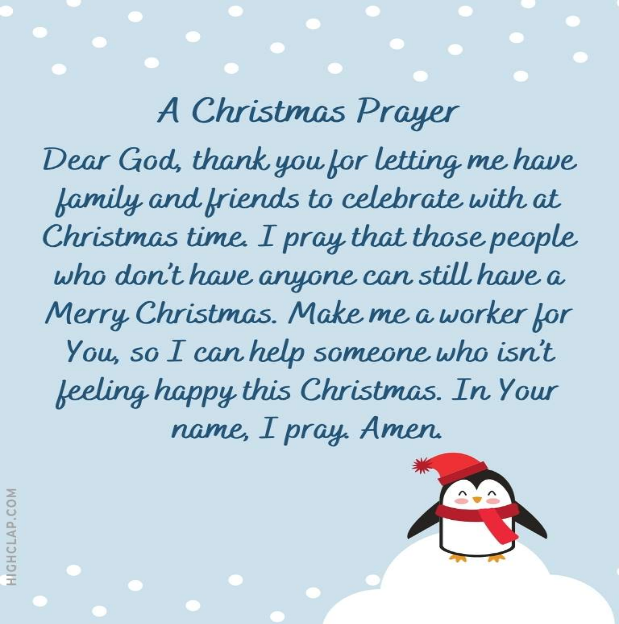 A Christmas Prayer
Dear God, thank you for letting me have
family and friends to celebrate with at
Christmas time. I pray that those people
who don't have anyone can still have a
Merry Christmas. Make me a worker for
You, so I can help someone who isn't
feeling happy this Christmas. In Your
name, I pray. Amen.
HIGHCLAP.COM